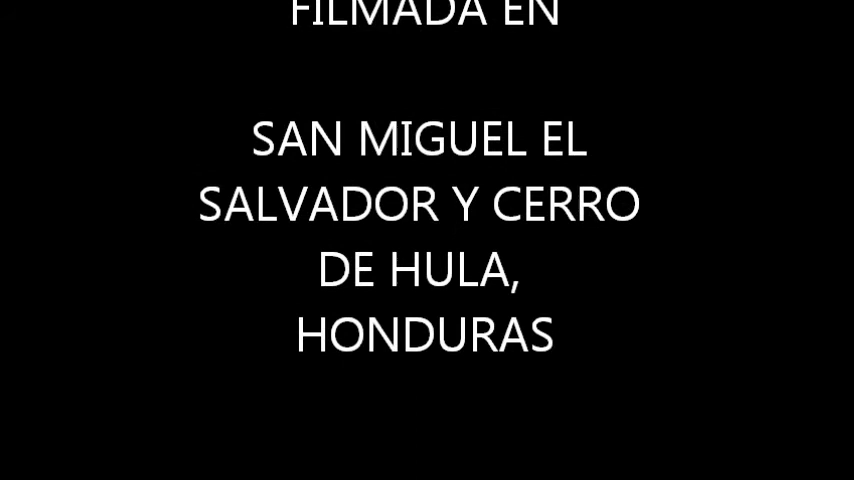 FILMADA EN
SAN MIGUEL EL
SALVADOR Y CERRO
DE HULA,
HONDURAS